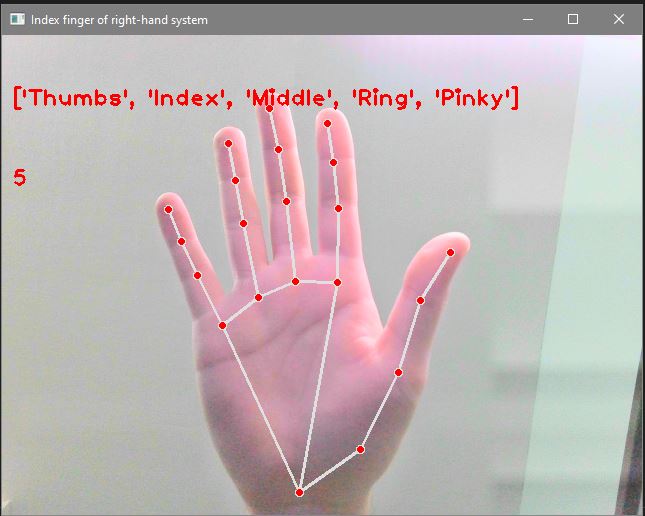 Index finger of right-hand system
['Thumbs', 'Index', 'Middle', 'Ring', 'Pinky']
5